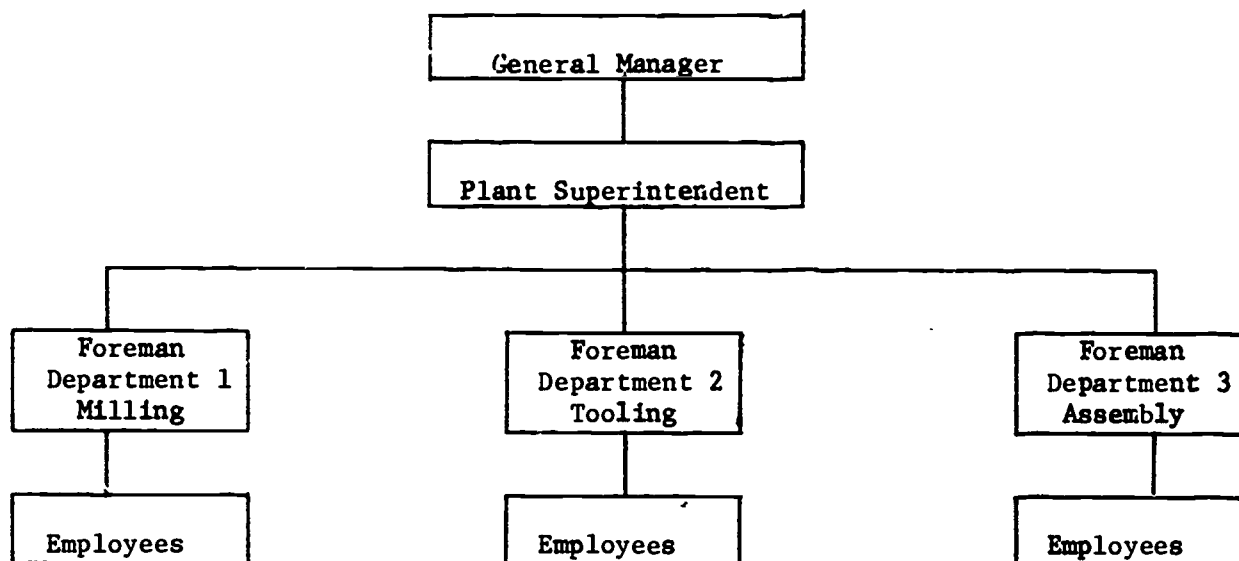 General Manager
Plant Superintendent
Foreman
Department 1
Milling
Foreman
Department 2
Tooling
Foreman
Department 3
Assembly
Employees
Employees
Employees